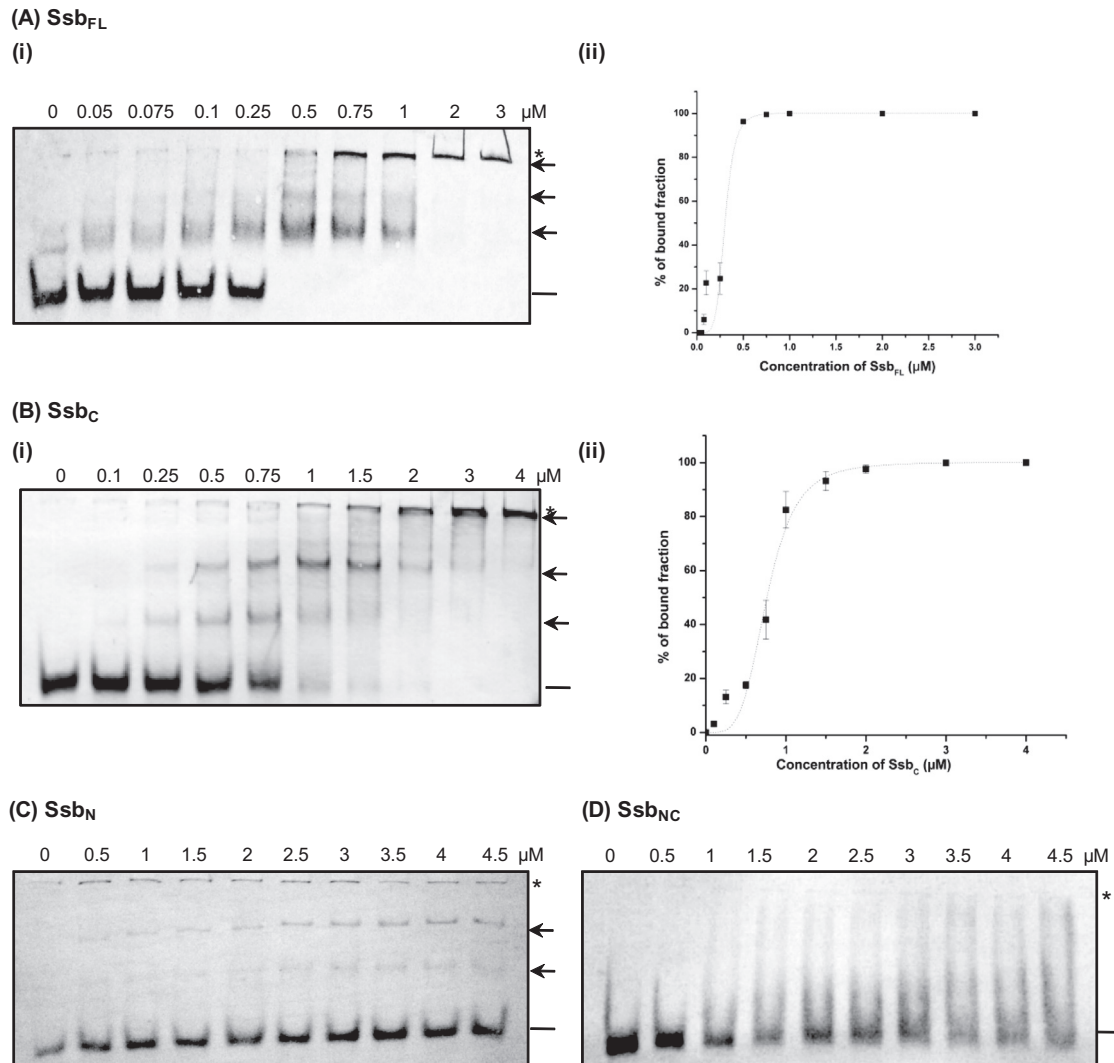 (A) Ssb_FL
(i)
0 0.05 0.075 0.1 0.25 0.5 0.75 1 2 3 µM
*
(ii)
100
80
60
40
20
0
% of bound fraction
0.0 0.5 1.0 1.5 2.0 2.5 3.0
Concentration of Ssb_FL (µM)
(B) Ssb_C
(i)
0 0.1 0.25 0.5 0.75 1 1.5 2 3 4 µM
*
(ii)
100
80
60
40
20
0
% of bound fraction
0 1 2 3 4
Concentration of Ssb_C (µM)
(C) Ssb_N
0 0.5 1 1.5 2 2.5 3 3.5 4 4.5 µM
*
(D) Ssb_NC
0 0.5 1 1.5 2 2.5 3 3.5 4 4.5 µM
*